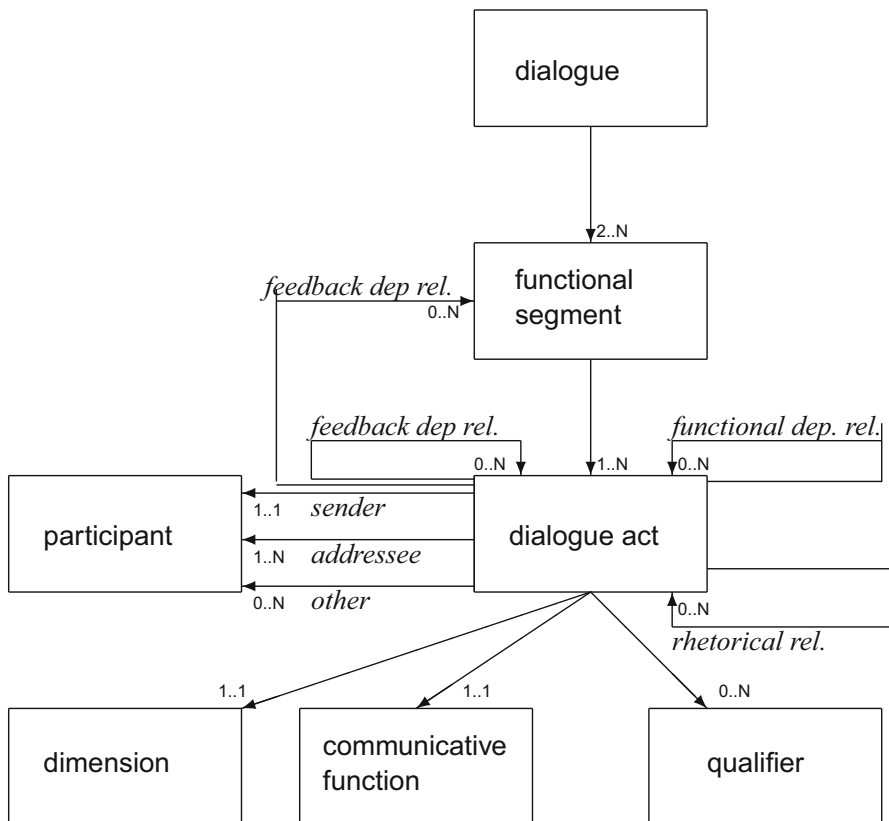 dialogue
2..N
feedback dep rel.
0..N
functional
segment
feedback dep rel.
functional dep. rel.
0..N
1..N
0..N
participant
1..1
sender
1..N
addressee
0..N
other
dialogue act
0..N
rhetorical rel.
1..1
1..1
0..N
dimension
communicative
function
qualifier